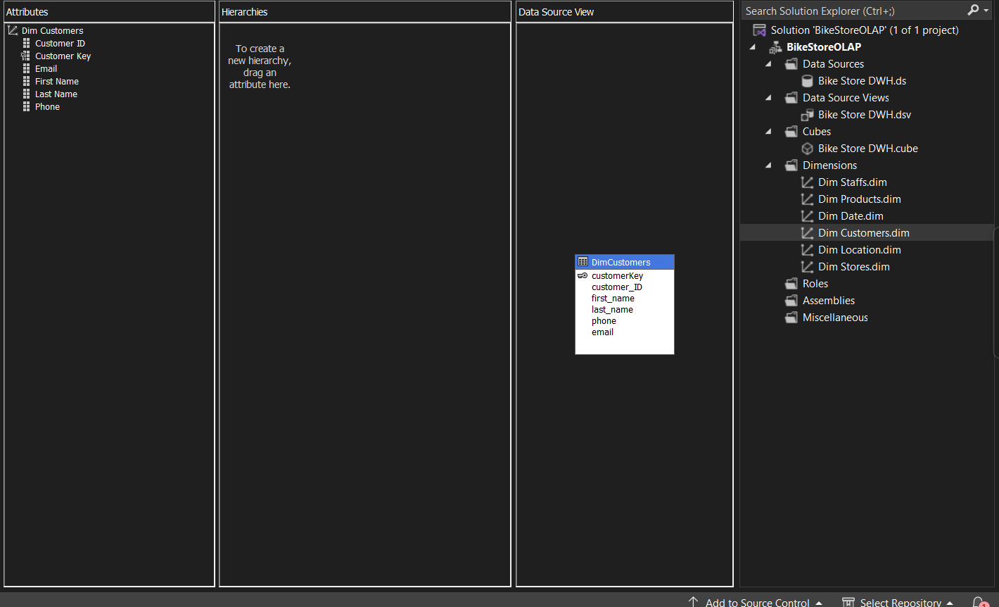 Attributes
Dim Customers
Customer ID
Customer Key
Email
First Name
Last Name
Phone
Hierarchies
To create a
new hierarchy,
drag an
attribute here.
Data Source View
DimCustomers
customerKey
customer_ID
first_name
last_name
phone
email
Search Solution Explorer (Ctrl+;)
Solution 'BikeStoreOLAP' (1 of 1 project)
BikeStoreOLAP
Data Sources
Bike Store DWH.ds
Data Source Views
Bike Store DWH.dsv
Cubes
Bike Store DWH.cube
Dimensions
Dim Staffs.dim
Dim Products.dim
Dim Date.dim
Dim Customers.dim
Dim Location.dim
Dim Stores.dim
Roles
Assemblies
Miscellaneous
Add to Source Control
Select Repository
1